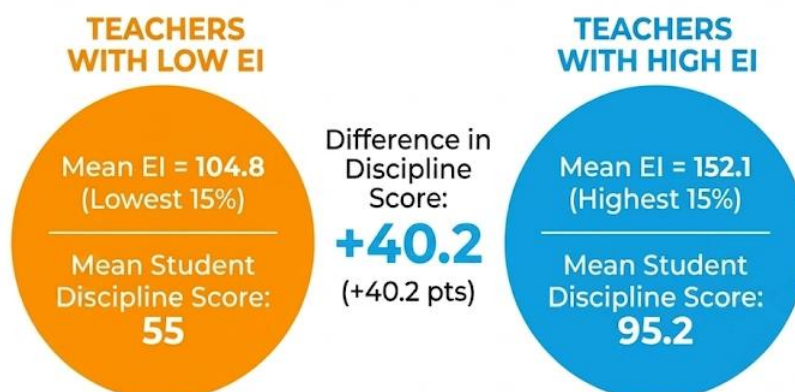 TEACHERS
WITH LOW EI
Mean EI = 104.8
(Lowest 15%)
Mean Student
Discipline Score:
55
Difference in
Discipline
Score:
+40.2
(+40.2 pts)
TEACHERS
WITH HIGH EI
Mean EI = 152.1
(Highest 15%)
Mean Student
Discipline Score:
95.2